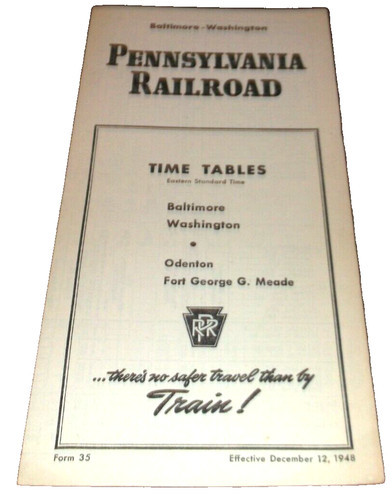 Baltimore - Washington
PENNSYLVANIA
RAILROAD
TIME TABLES
Eastern Standard Time
Baltimore
Washington
•
Odenton
Fort George G. Meade
PRR
...there's no safer travel than by
Train!
Form 35 Effective December 12, 1948